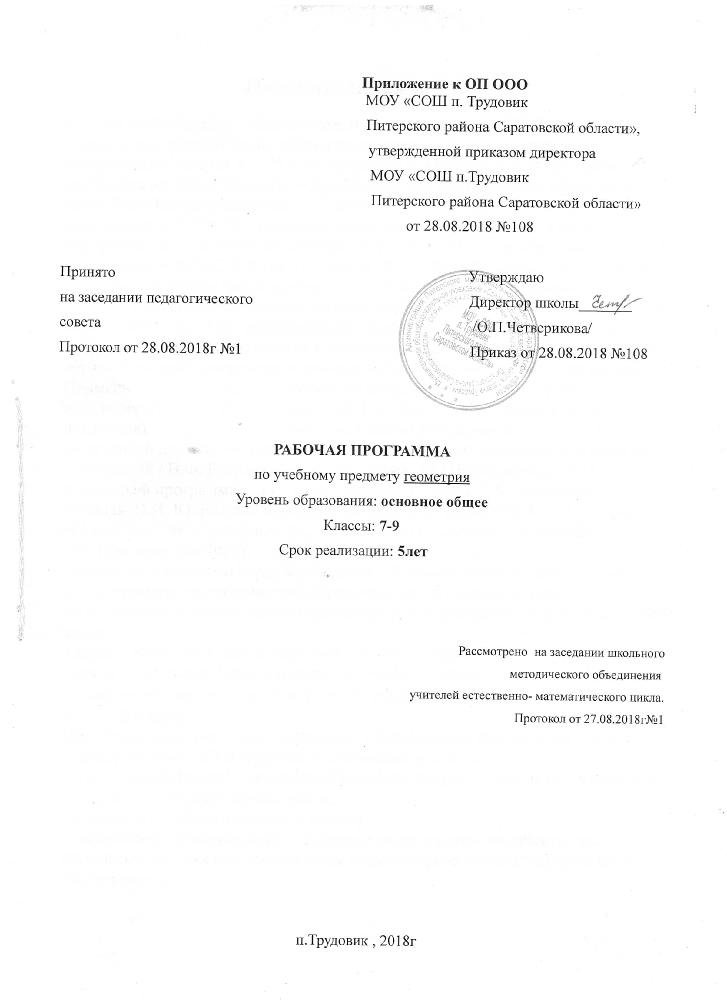 Приложение к ОП ООО
МОУ «СОШ п. Трудовик
Питерского района Саратовской области»,
утвержденной приказом директора
МОУ «СОШ п.Трудовик
Питерского района Саратовской области»
от 28.08.2018 №108
Принято
на заседании педагогического
совета
Протокол от 28.08.2018г №1
Утверждаю
Директор школы
/О.П.Четверикова/
Приказ от 28.08.2018 №108
МОУ «СОШ
п. Трудовик
Питерского района
Саратовской области»
РАБОЧАЯ ПРОГРАММА
по учебному предмету геометрия
Уровень образования: основное общее
Классы: 7-9
Срок реализации: 5лет
Рассмотрено  на заседании школьного
методического объединения
учителей естественно- математического цикла.
Протокол от 27.08.2018г№1
п.Трудовик , 2018г